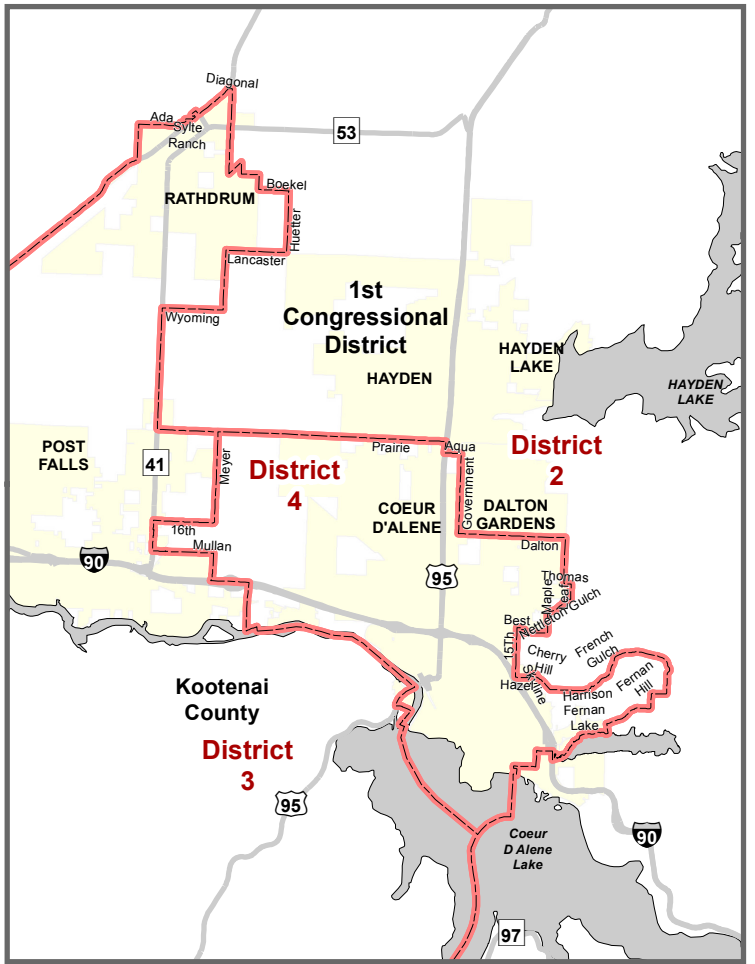 Diagonal
Ada
Sylte
Ranch
53
Boekel
RATHDRUM
Huetter
Lancaster
1st
Congressional
District
Wyoming
HAYDEN
LAKE
HAYDEN
HAYDEN
LAKE
POST
FALLS
41
Meyer
Prairie
Aqua
District
2
District
4
Government
COEUR
D'ALENE
DALTON
GARDENS
16th
Mullan
Dalton
90
95
Thomas
Maple
Leaf
Nettleton Gulch
Best
15Th
Cherry
Hill
French
Gulch
Hazel
Skyline
Harrison
Fernan
Hill
Fernan
Lake
Kootenai
County
District
3
95
Coeur
D Alene
Lake
90
97